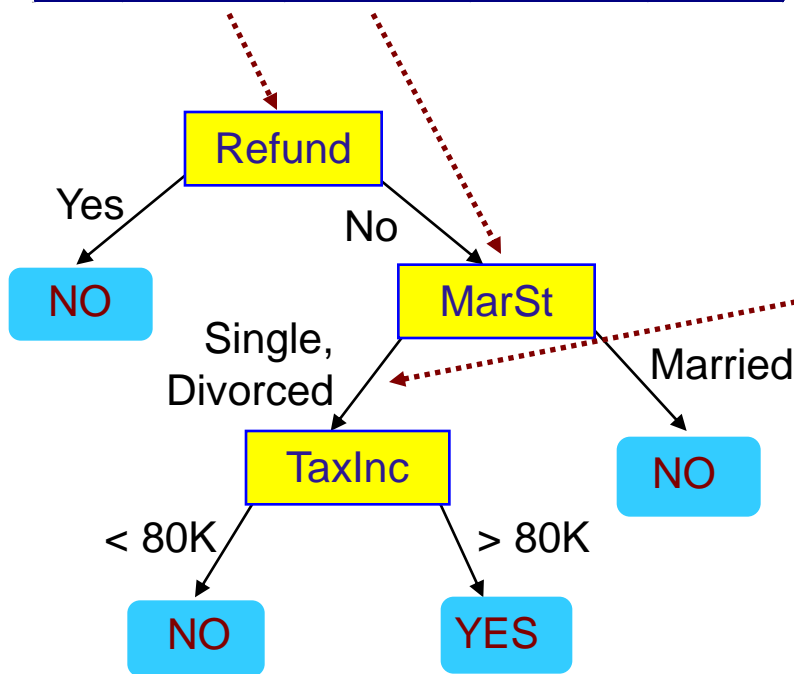 Refund
Yes
No
NO
MarSt
Single,
Divorced
Married
TaxInc
NO
< 80K
> 80K
NO
YES